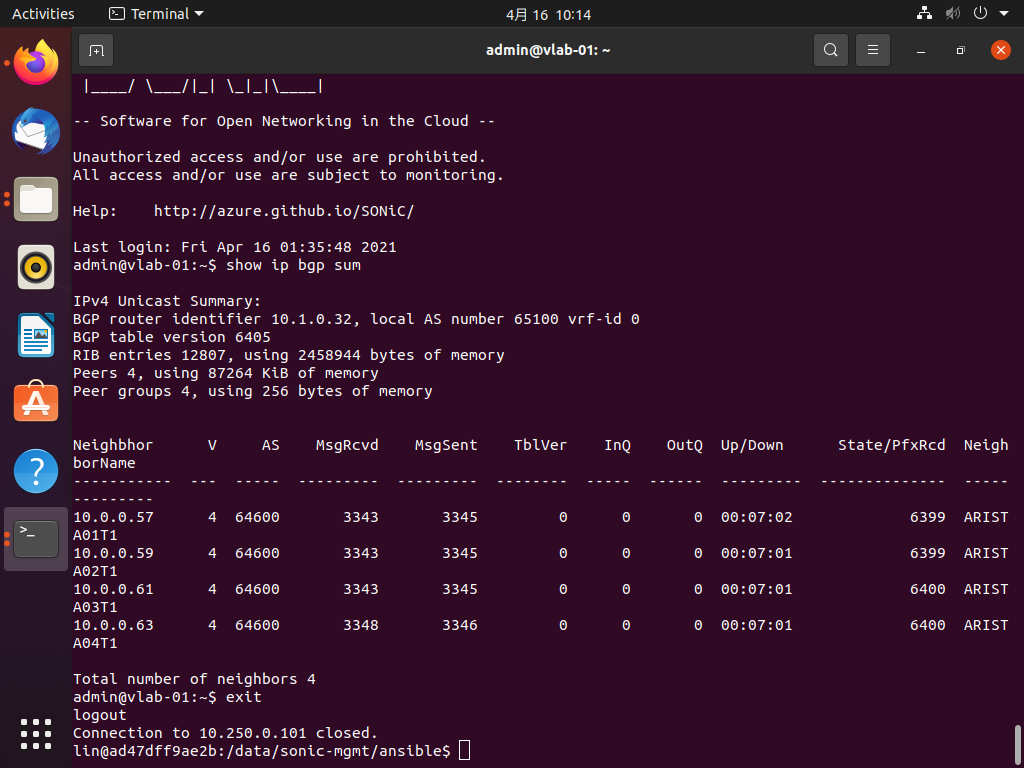 Activities
Terminal
4月 16 10:14
admin@vlab-01: ~
|____/ \___/|_| \_|_|\____|
-- Software for Open Networking in the Cloud --
Unauthorized access and/or use are prohibited.
All access and/or use are subject to monitoring.
Help:    http://azure.github.io/SONiC/
Last login: Fri Apr 16 01:35:48 2021
admin@vlab-01:~$ show ip bgp sum
IPv4 Unicast Summary:
BGP router identifier 10.1.0.32, local AS number 65100 vrf-id 0
BGP table version 6405
RIB entries 12807, using 2458944 bytes of memory
Peers 4, using 87264 KiB of memory
Peer groups 4, using 256 bytes of memory
Neighbhor      V     AS    MsgRcvd    MsgSent    TblVer    InQ    OutQ  Up/Down      State/PfxRcd  Neigh
borName
-----------  ---  -----  ---------  ---------  --------  -----  ------  ---------  --------------  -----
---------
10.0.0.57      4  64600       3343       3345         0      0       0  00:07:02             6399  ARIST
A01T1
10.0.0.59      4  64600       3343       3345         0      0       0  00:07:01             6399  ARIST
A02T1
10.0.0.61      4  64600       3343       3345         0      0       0  00:07:01             6400  ARIST
A03T1
10.0.0.63      4  64600       3348       3346         0      0       0  00:07:01             6400  ARIST
A04T1
Total number of neighbors 4
admin@vlab-01:~$ exit
logout
Connection to 10.250.0.101 closed.
lin@ad47dff9ae2b:/data/sonic-mgmt/ansible$